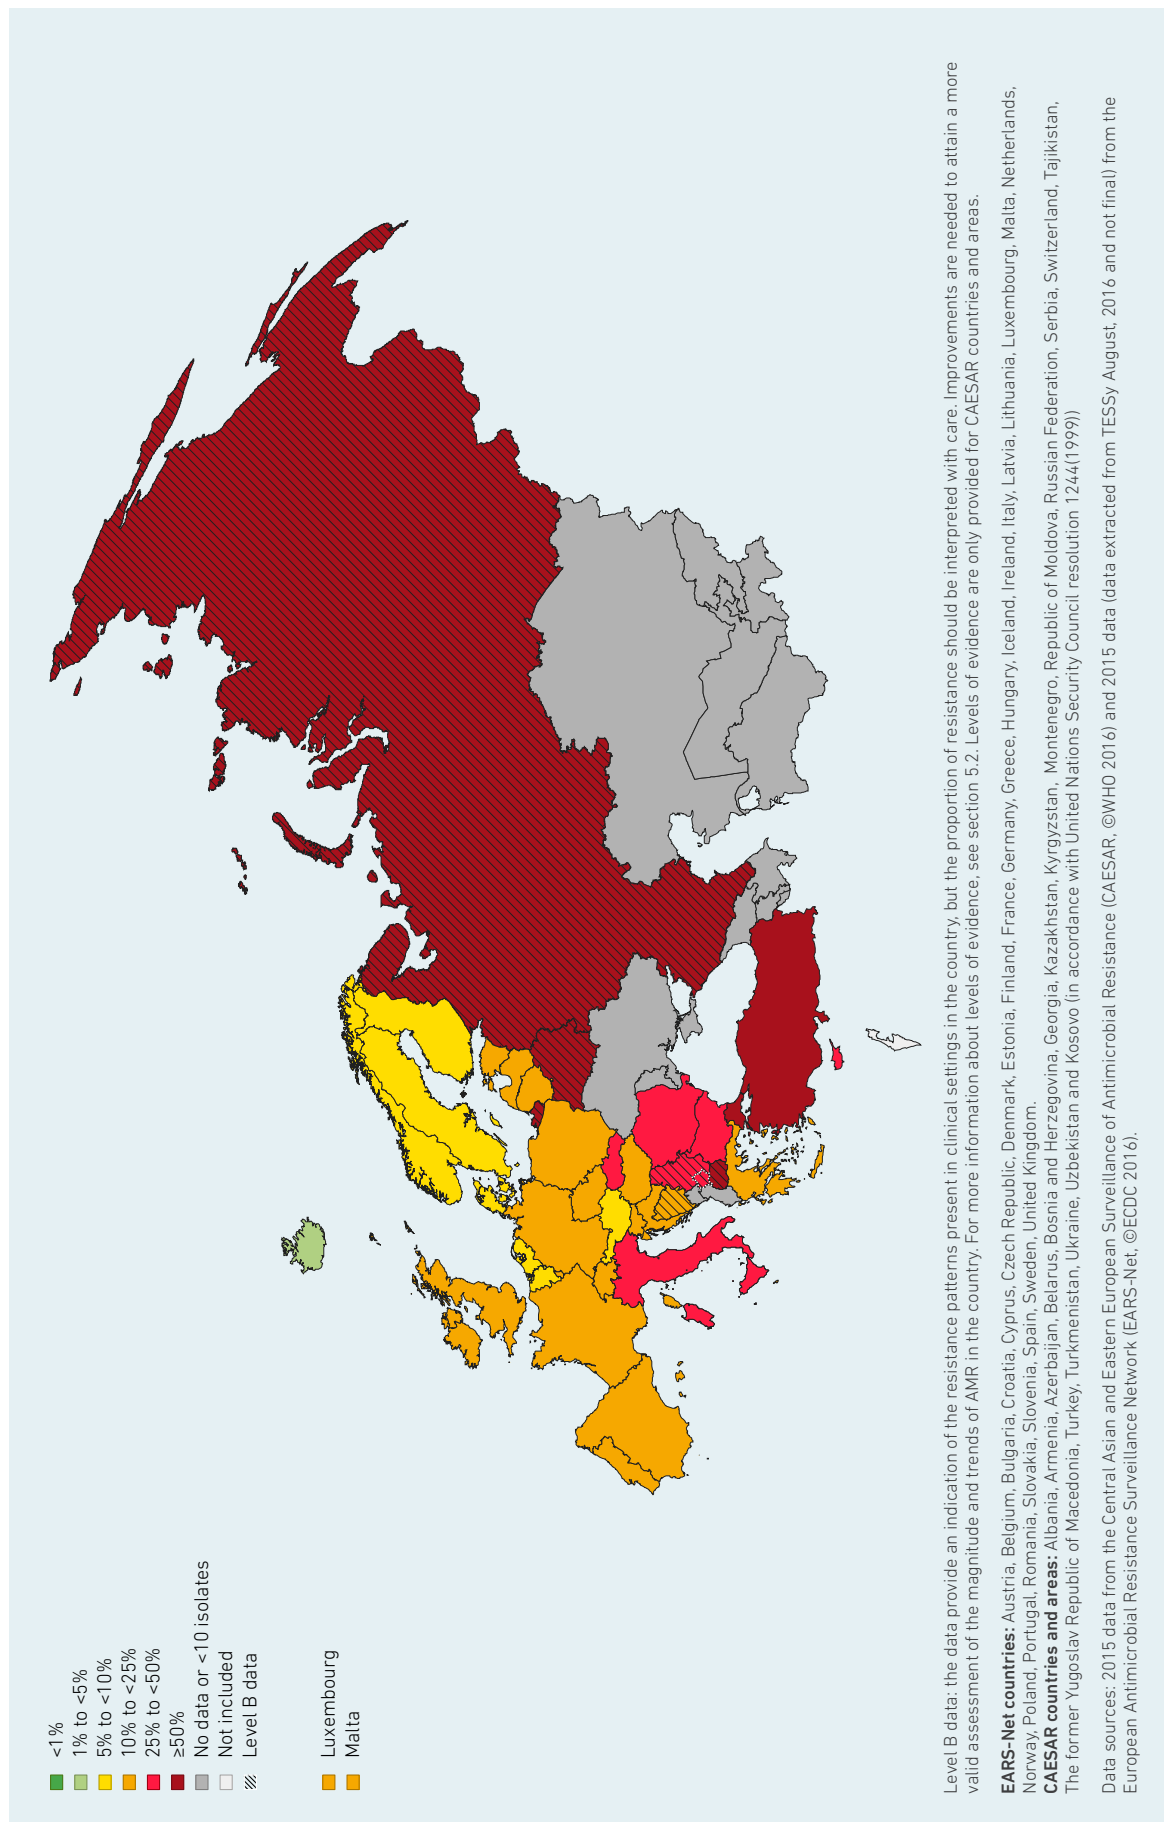 <1%
1% to <5%
5% to <10%
10% to <25%
25% to <50%
≥50%
No data or <10 isolates
Not included
Level B data
Luxembourg
Malta
Level B data: the data provide an indication of the resistance patterns present in clinical settings in the country, but the proportion of resistance should be interpreted with care. Improvements are needed to attain a more
valid assessment of the magnitude and trends of AMR in the country. For more information about levels of evidence, see section 5.2. Levels of evidence are only provided for CAESAR countries and areas.
EARS-Net countries: Austria, Belgium, Bulgaria, Croatia, Cyprus, Czech Republic, Denmark, Estonia, Finland, France, Germany, Greece, Hungary, Iceland, Ireland, Italy, Latvia, Lithuania, Luxembourg, Malta, Netherlands,
Norway, Poland, Portugal, Romania, Slovakia, Slovenia, Spain, Sweden, United Kingdom.
CAESAR countries and areas: Albania, Armenia, Azerbaijan, Belarus, Bosnia and Herzegovina, Georgia, Kazakhstan, Kyrgyzstan , Montenegro, Republic of Moldova, Russian Federation, Serbia, Switzerland, Tajikistan,
The former Yugoslav Republic of Macedonia, Turkey, Turkmenistan, Ukraine, Uzbekistan and Kosovo (in accordance with United Nations Security Council resolution 1244(1999))
Data sources: 2015 data from the Central Asian and Eastern European Surveillance of Antimicrobial Resistance (CAESAR, ©WHO 2016) and 2015 data (data extracted from TESSy August, 2016 and not final) from the
European Antimicrobial Resistance Surveillance Network (EARS-Net, ©ECDC 2016).